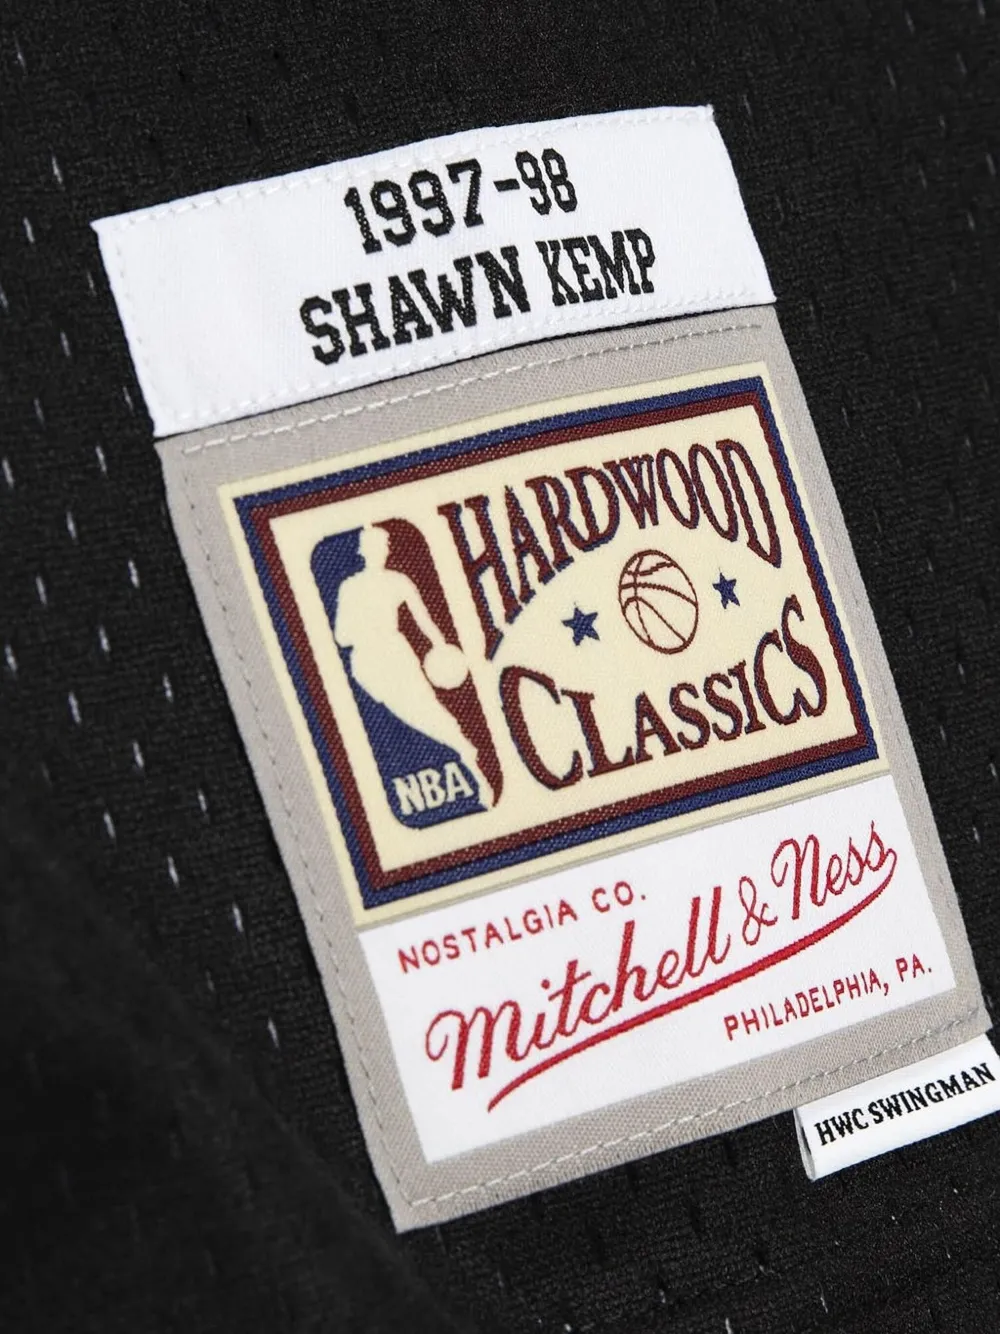 1997-98
SHAWN KEMP
HARDWOOD
CLASSICS
NBA
NOSTALGIA CO.
Mitchell & Ness
PHILADELPHIA, PA.
HWC SWINGMAN